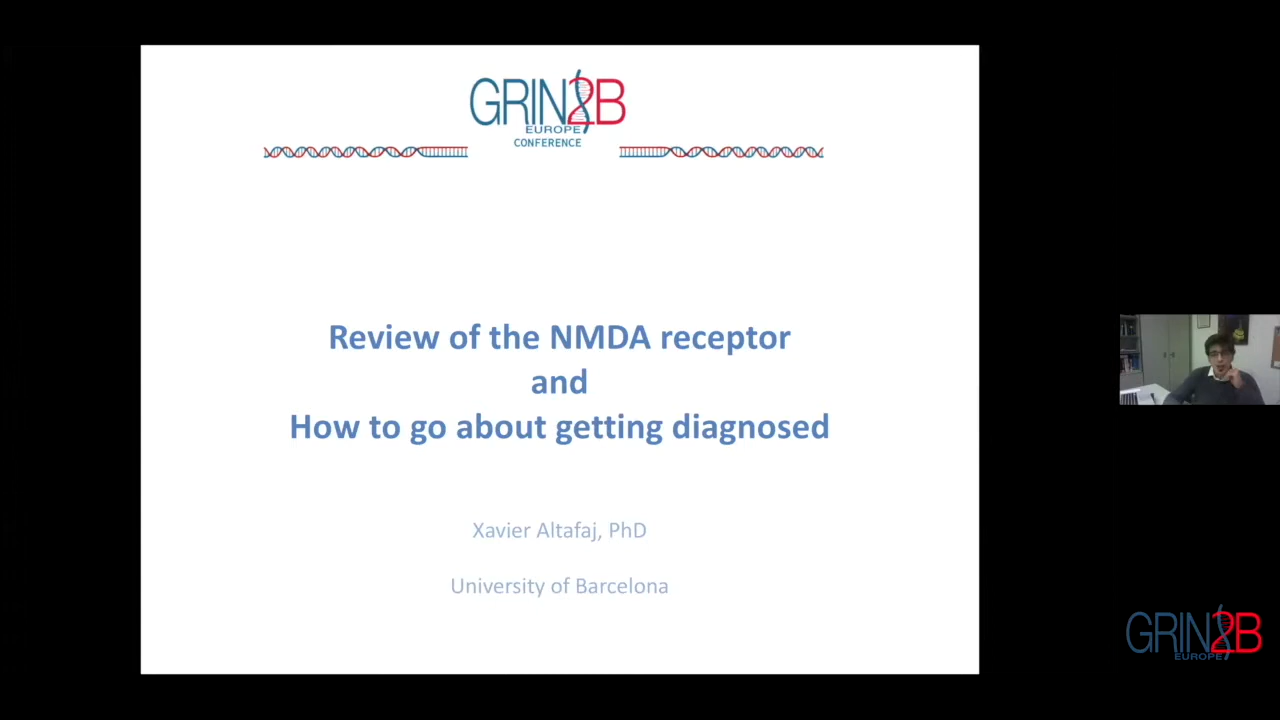 GRIN2B
EUROPE
CONFERENCE
Review of the NMDA receptor
and
How to go about getting diagnosed
Xavier Altafaj, PhD
University of Barcelona
GRIN2B
EUROPE